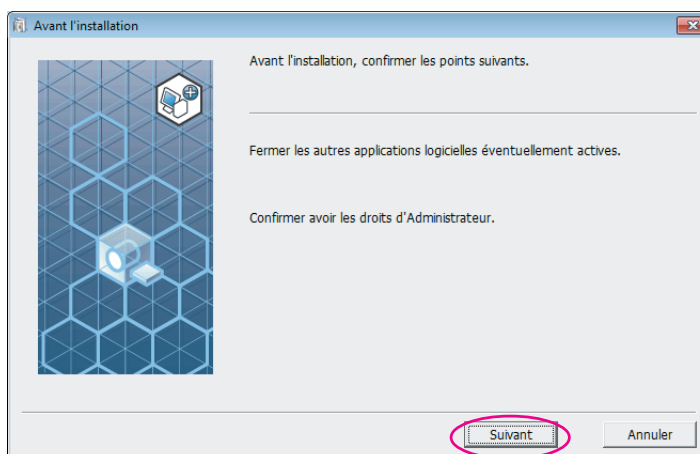 Avant l'installation
Avant l'installation, confirmer les points suivants.
Fermer les autres applications logicielles éventuellement actives.
Confirmer avoir les droits d'Administrateur.
Suivant
Annuler